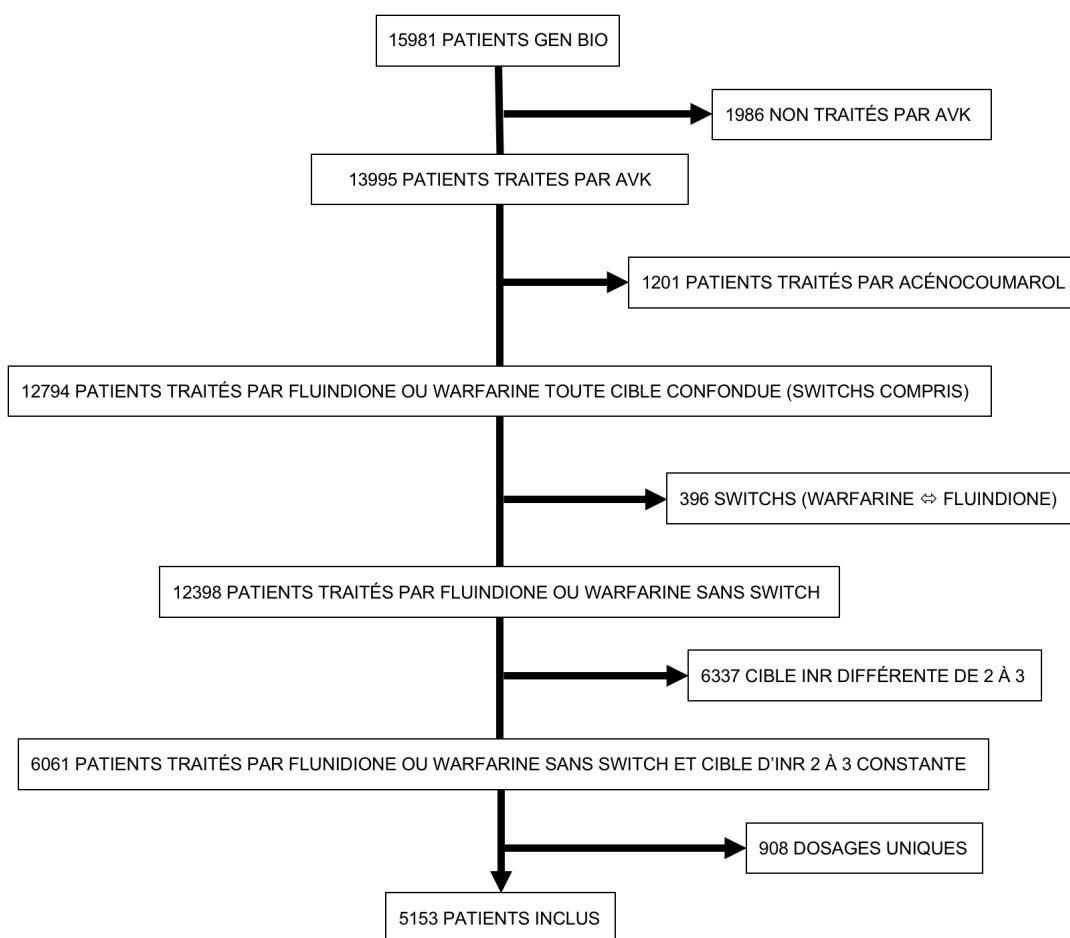 15981 PATIENTS GEN BIO
1986 NON TRAITÉS PAR AVK
13995 PATIENTS TRAITES PAR AVK
1201 PATIENTS TRAITÉS PAR ACÉNOCOUMAROL
12794 PATIENTS TRAITÉS PAR FLUINDIONE OU WARFARINE TOUTE CIBLE CONFONDUE (SWITCHS COMPRIS)
396 SWITCHS (WARFARINE ⇔ FLUINDIONE)
12398 PATIENTS TRAITÉS PAR FLUINDIONE OU WARFARINE SANS SWITCH
6337 CIBLE INR DIFFÉRENTE DE 2 À 3
6061 PATIENTS TRAITÉS PAR FLUNIDIONE OU WARFARINE SANS SWITCH ET CIBLE D'INR 2 À 3 CONSTANTE
908 DOSAGES UNIQUES
5153 PATIENTS INCLUS